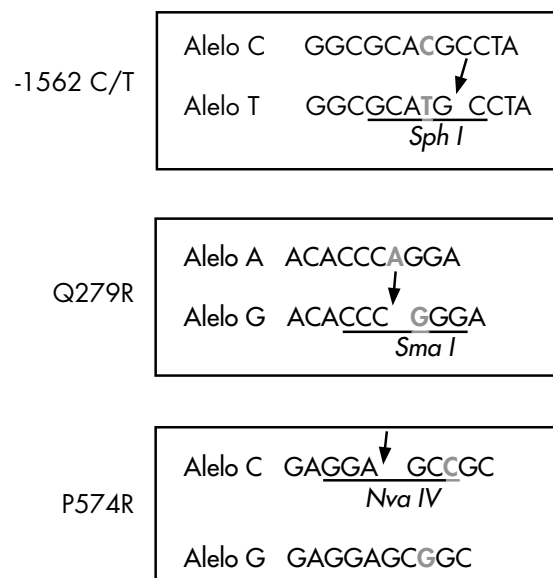 -1562 C/T
Alelo C GGCGCACGCCTA
Alelo T GGCGCATG CCTA
Sph I
Q279R
Alelo A ACACCCAGGA
Alelo G ACACCC GGGA
Sma I
P574R
Alelo C GAGGA GCCGC
Nva IV
Alelo G GAGGAGCGGC